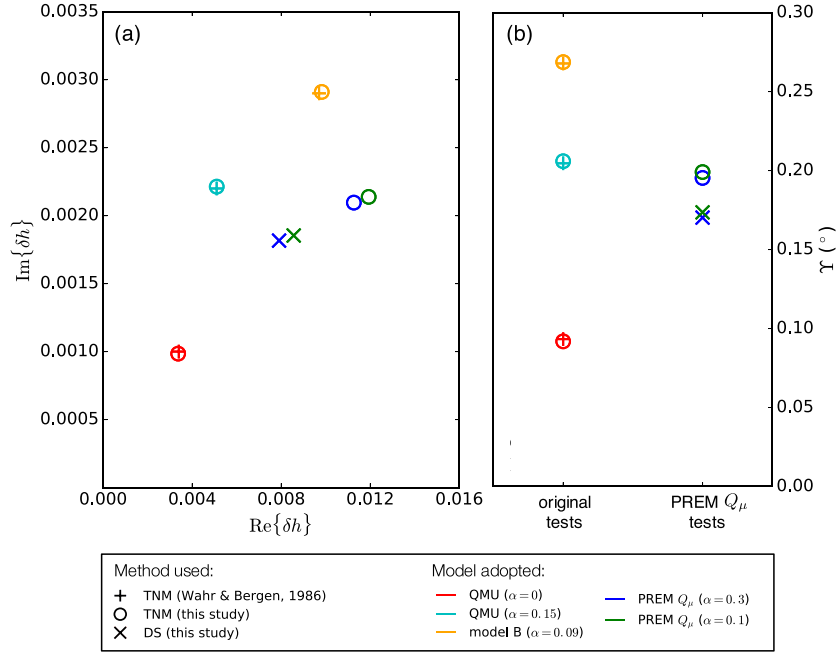 (a)
0.0035
0.0030
0.0025
0.0020
0.0015
0.0010
0.0005
Im{δh}
0.000 0.004 0.008 0.012 0.016
Re{δh}
(b)
0.30
0.25
0.20
0.15
0.10
0.05
0.00
ϒ (°)
original
tests
PREM Qμ
tests
Method used:
TNM (Wahr & Bergen, 1986)
TNM (this study)
DS (this study)
Model adopted:
QMU (α=0)
QMU (α=0.15)
model B (α=0.09)
PREM Qμ (α=0.3)
PREM Qμ (α=0.1)